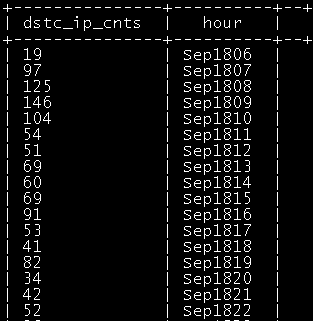 dstc_ip_cnts | hour
19 | Sep1806
97 | Sep1807
125 | Sep1808
146 | Sep1809
104 | Sep1810
54 | Sep1811
51 | Sep1812
69 | Sep1813
60 | Sep1814
69 | Sep1815
91 | Sep1816
53 | Sep1817
41 | Sep1818
82 | Sep1819
34 | Sep1820
42 | Sep1821
52 | Sep1822